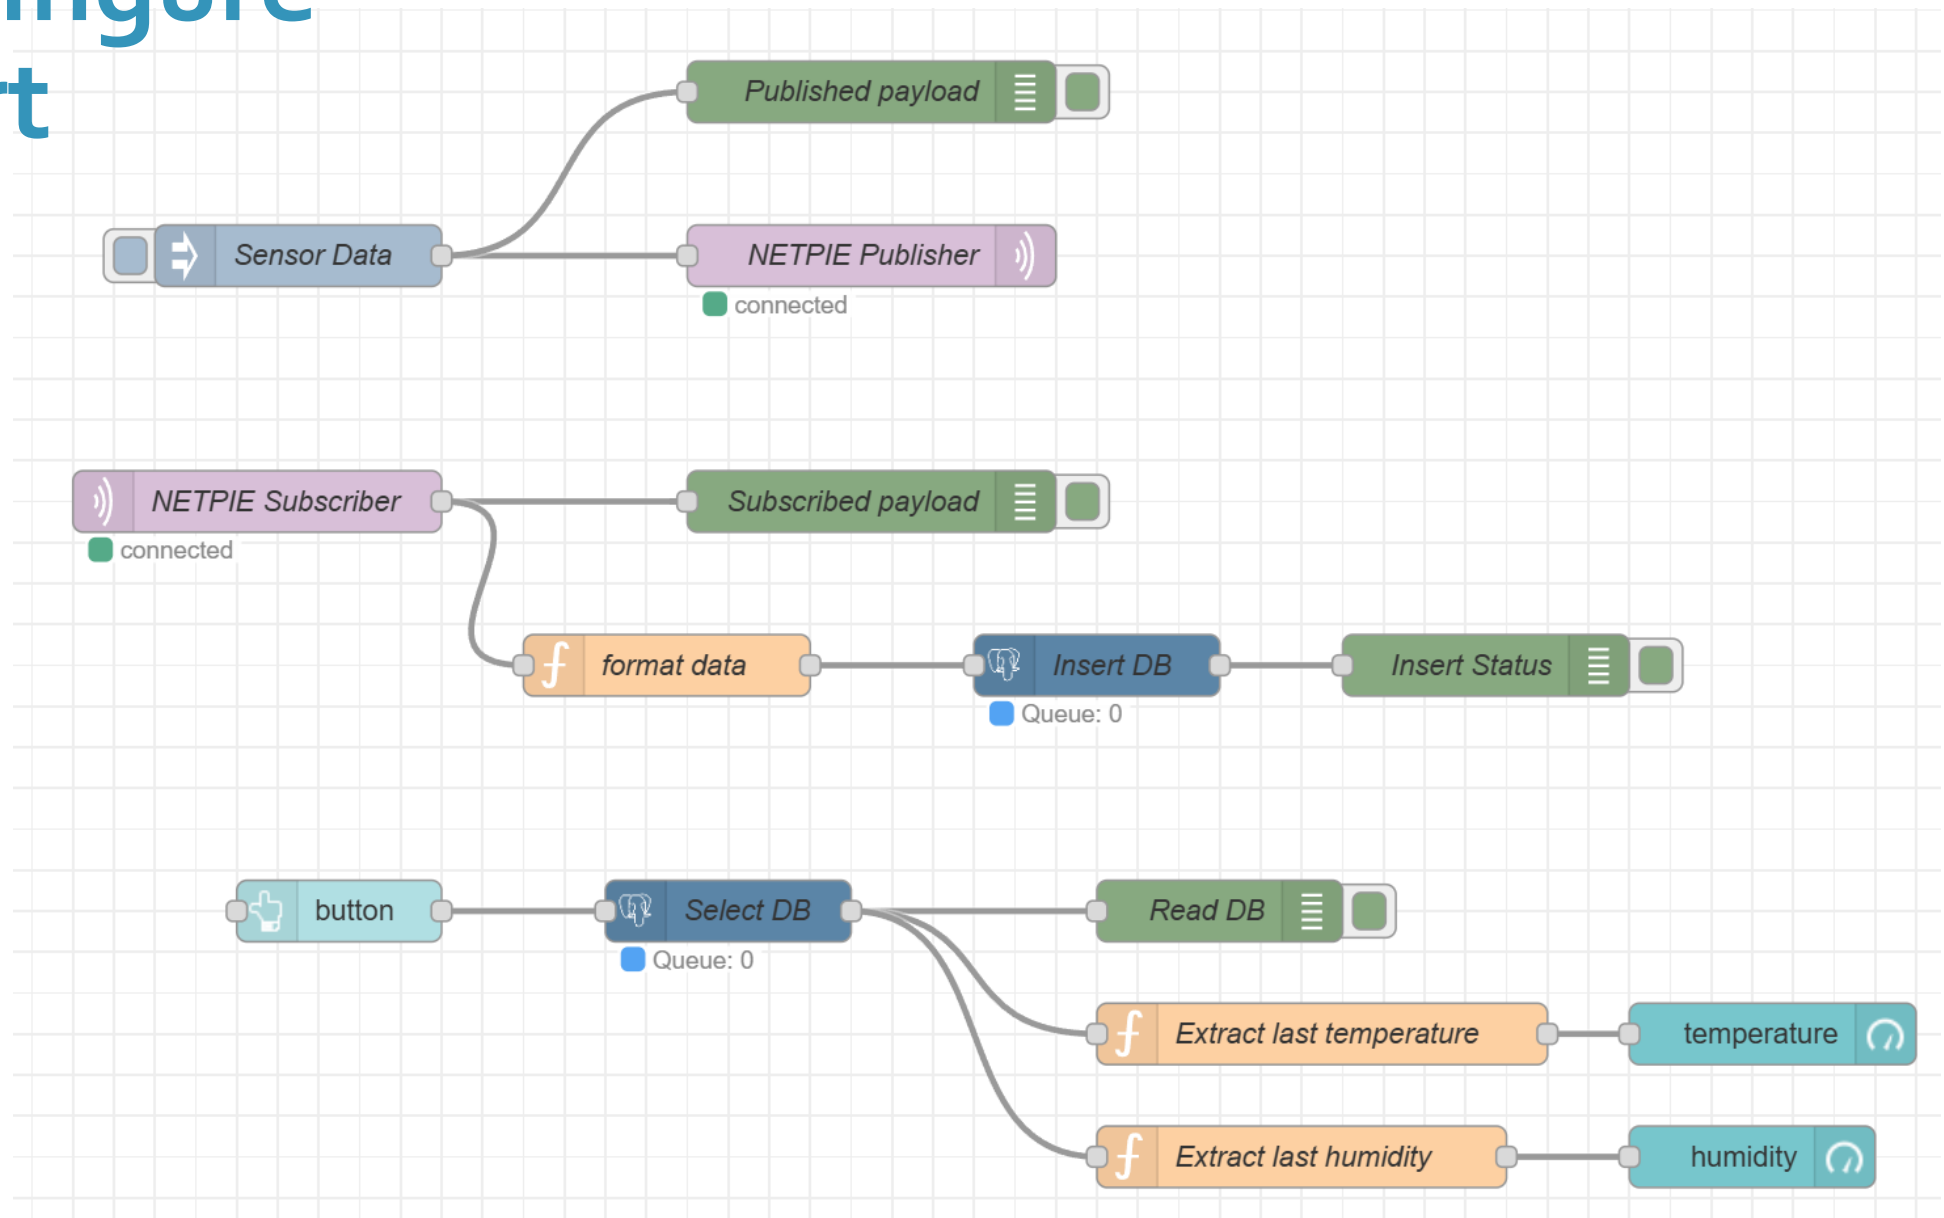 Published payload
Sensor Data
NETPIE Publisher
connected
NETPIE Subscriber
Subscribed payload
connected
format data
Insert DB
Insert Status
Queue: 0
button
Select DB
Read DB
Queue: 0
Extract last temperature
temperature
Extract last humidity
humidity